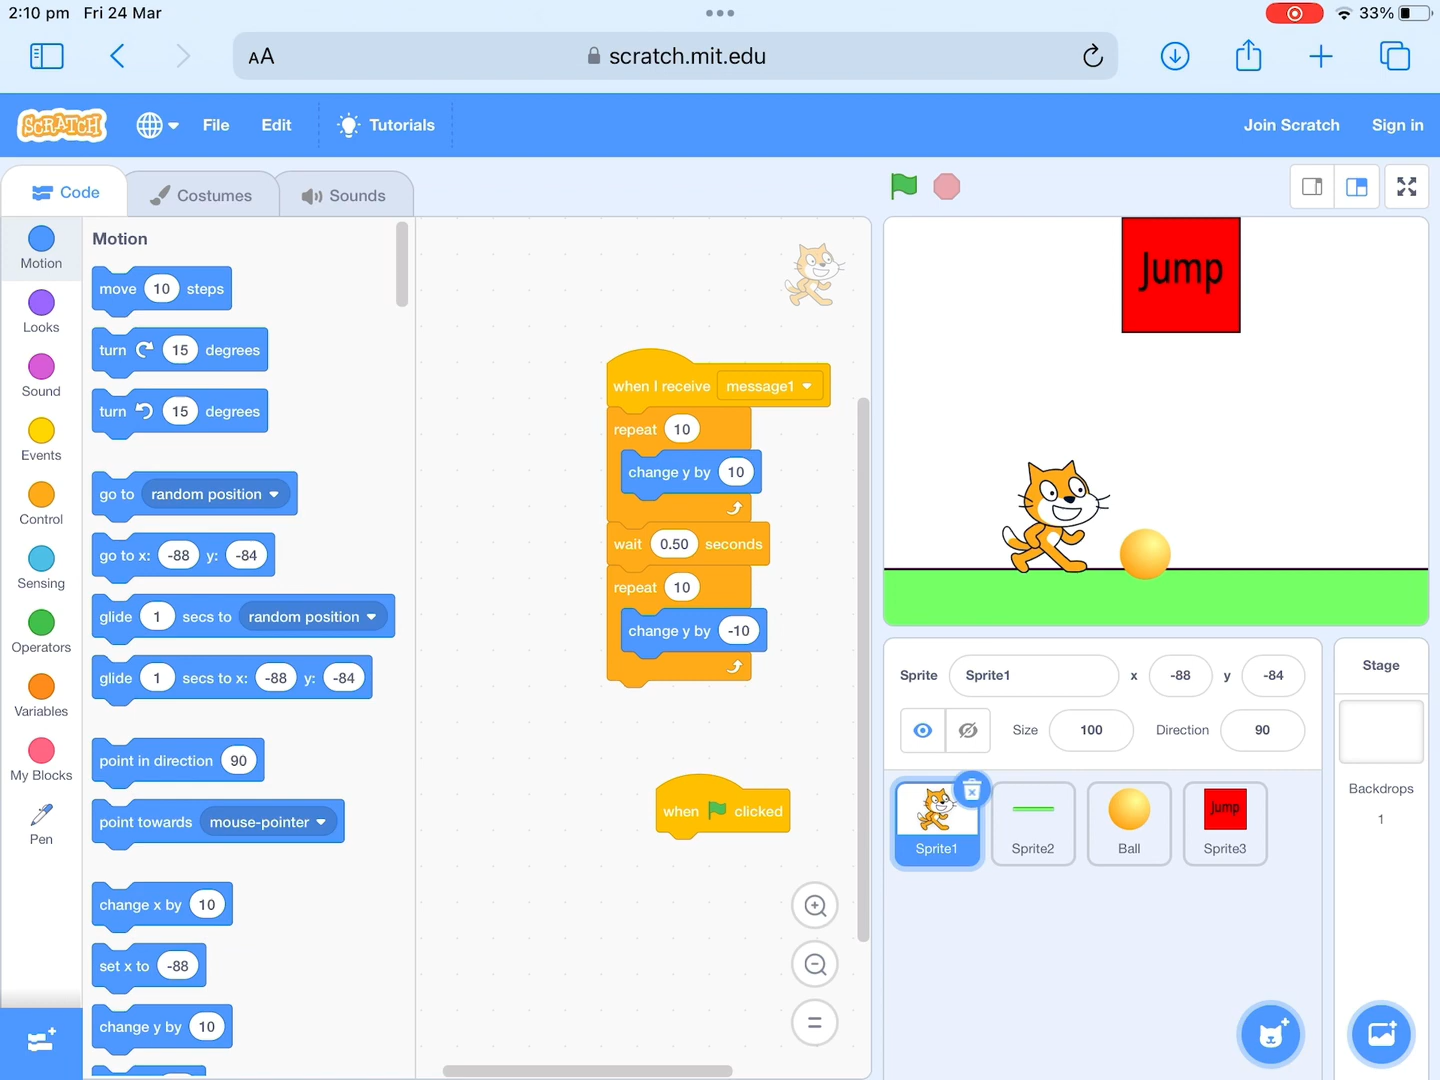 2:10 pm Fri 24 Mar
33%
AA
scratch.mit.edu
SCRATCH
File
Edit
Tutorials
Join Scratch
Sign in
Code
Costumes
Sounds
Motion
Looks
Sound
Events
Control
Sensing
Operators
Variables
My Blocks
Pen
Motion
move 10 steps
turn 15 degrees
turn 15 degrees
go to random position
go to x: -88 y: -84
glide 1 secs to random position
glide 1 secs to x: -88 y: -84
point in direction 90
point towards mouse-pointer
change x by 10
set x to -88
change y by 10
when I receive message1
repeat 10
change y by 10
wait 0.50 seconds
repeat 10
change y by -10
when clicked
=
Jump
Sprite Sprite1 x -88 y -84
Size 100 Direction 90
Sprite1
Sprite2
Ball
Jump
Sprite3
Stage
Backdrops
1